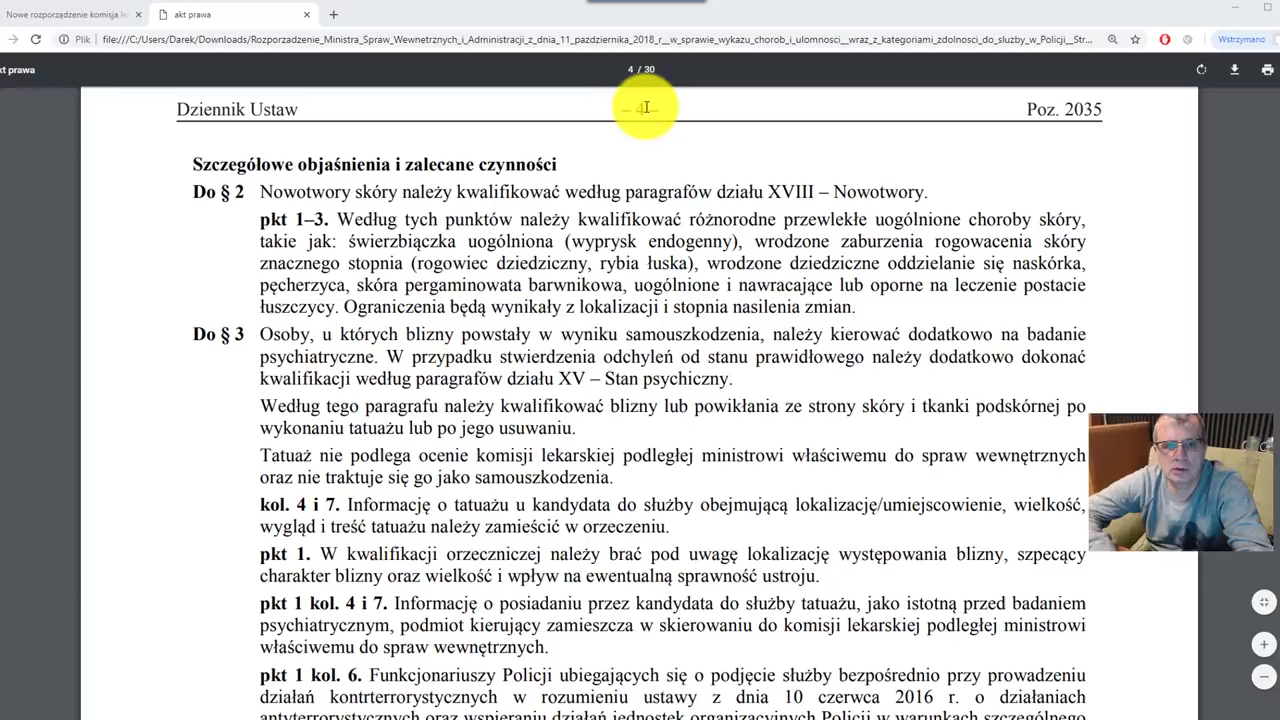 Nowe rozporządzenie komisja le
akt prawa
Plik
file:///C:/Users/Darek/Downloads/Rozporzadzenie_Ministra_Spraw_Wewnetrznych_i_Administracji_z_dnia_11_pazdziernika_2018_r__w_sprawie_wykazu_chorob_i_ulomnosci__wraz_z_kategoriami_zdolnosci_do_sluzby_w_Policji__Str...
Wstrzymano
kt prawa
4 / 30
Dziennik Ustaw
– 4 –
Poz. 2035
Szczegółowe objaśnienia i zalecane czynności
Do § 2 Nowotwory skóry należy kwalifikować według paragrafów działu XVIII – Nowotwory.
pkt 1–3. Według tych punktów należy kwalifikować różnorodne przewlekłe uogólnione choroby skóry,
takie jak: świerzbiączka uogólniona (wyprysk endogenny), wrodzone zaburzenia rogowacenia skóry
znacznego stopnia (rogowiec dziedziczny, rybia łuska), wrodzone dziedziczne oddzielanie się naskórka,
pęcherzyca, skóra pergaminowata barwnikowa, uogólnione i nawracające lub oporne na leczenie postacie
łuszczycy. Ograniczenia będą wynikały z lokalizacji i stopnia nasilenia zmian.
Do § 3 Osoby, u których blizny powstały w wyniku samouszkodzenia, należy kierować dodatkowo na badanie
psychiatryczne. W przypadku stwierdzenia odchyleń od stanu prawidłowego należy dodatkowo dokonać
kwalifikacji według paragrafów działu XV – Stan psychiczny.
Według tego paragrafu należy kwalifikować blizny lub powikłania ze strony skóry i tkanki podskórnej po
wykonaniu tatuażu lub po jego usuwaniu.
Tatuaż nie podlega ocenie komisji lekarskiej podległej ministrowi właściwemu do spraw wewnętrznych
oraz nie traktuje się go jako samouszkodzenia.
kol. 4 i 7. Informację o tatuażu u kandydata do służby obejmującą lokalizację/umiejscowienie, wielkość,
wygląd i treść tatuażu należy zamieścić w orzeczeniu.
pkt 1. W kwalifikacji orzeczniczej należy brać pod uwagę lokalizację występowania blizny, szpecący
charakter blizny oraz wielkość i wpływ na ewentualną sprawność ustroju.
pkt 1 kol. 4 i 7. Informację o posiadaniu przez kandydata do służby tatuażu, jako istotną przed badaniem
psychiatrycznym, podmiot kierujący zamieszcza w skierowaniu do komisji lekarskiej podległej ministrowi
właściwemu do spraw wewnętrznych.
pkt 1 kol. 6. Funkcjonariuszy Policji ubiegających się o podjęcie służby bezpośrednio przy prowadzeniu
działań kontrterrorystycznych w rozumieniu ustawy z dnia 10 czerwca 2016 r. o działaniach
antyterrorystycznych oraz wspieraniu działań jednostek organizacyjnych Policji w warunkach szczególnego